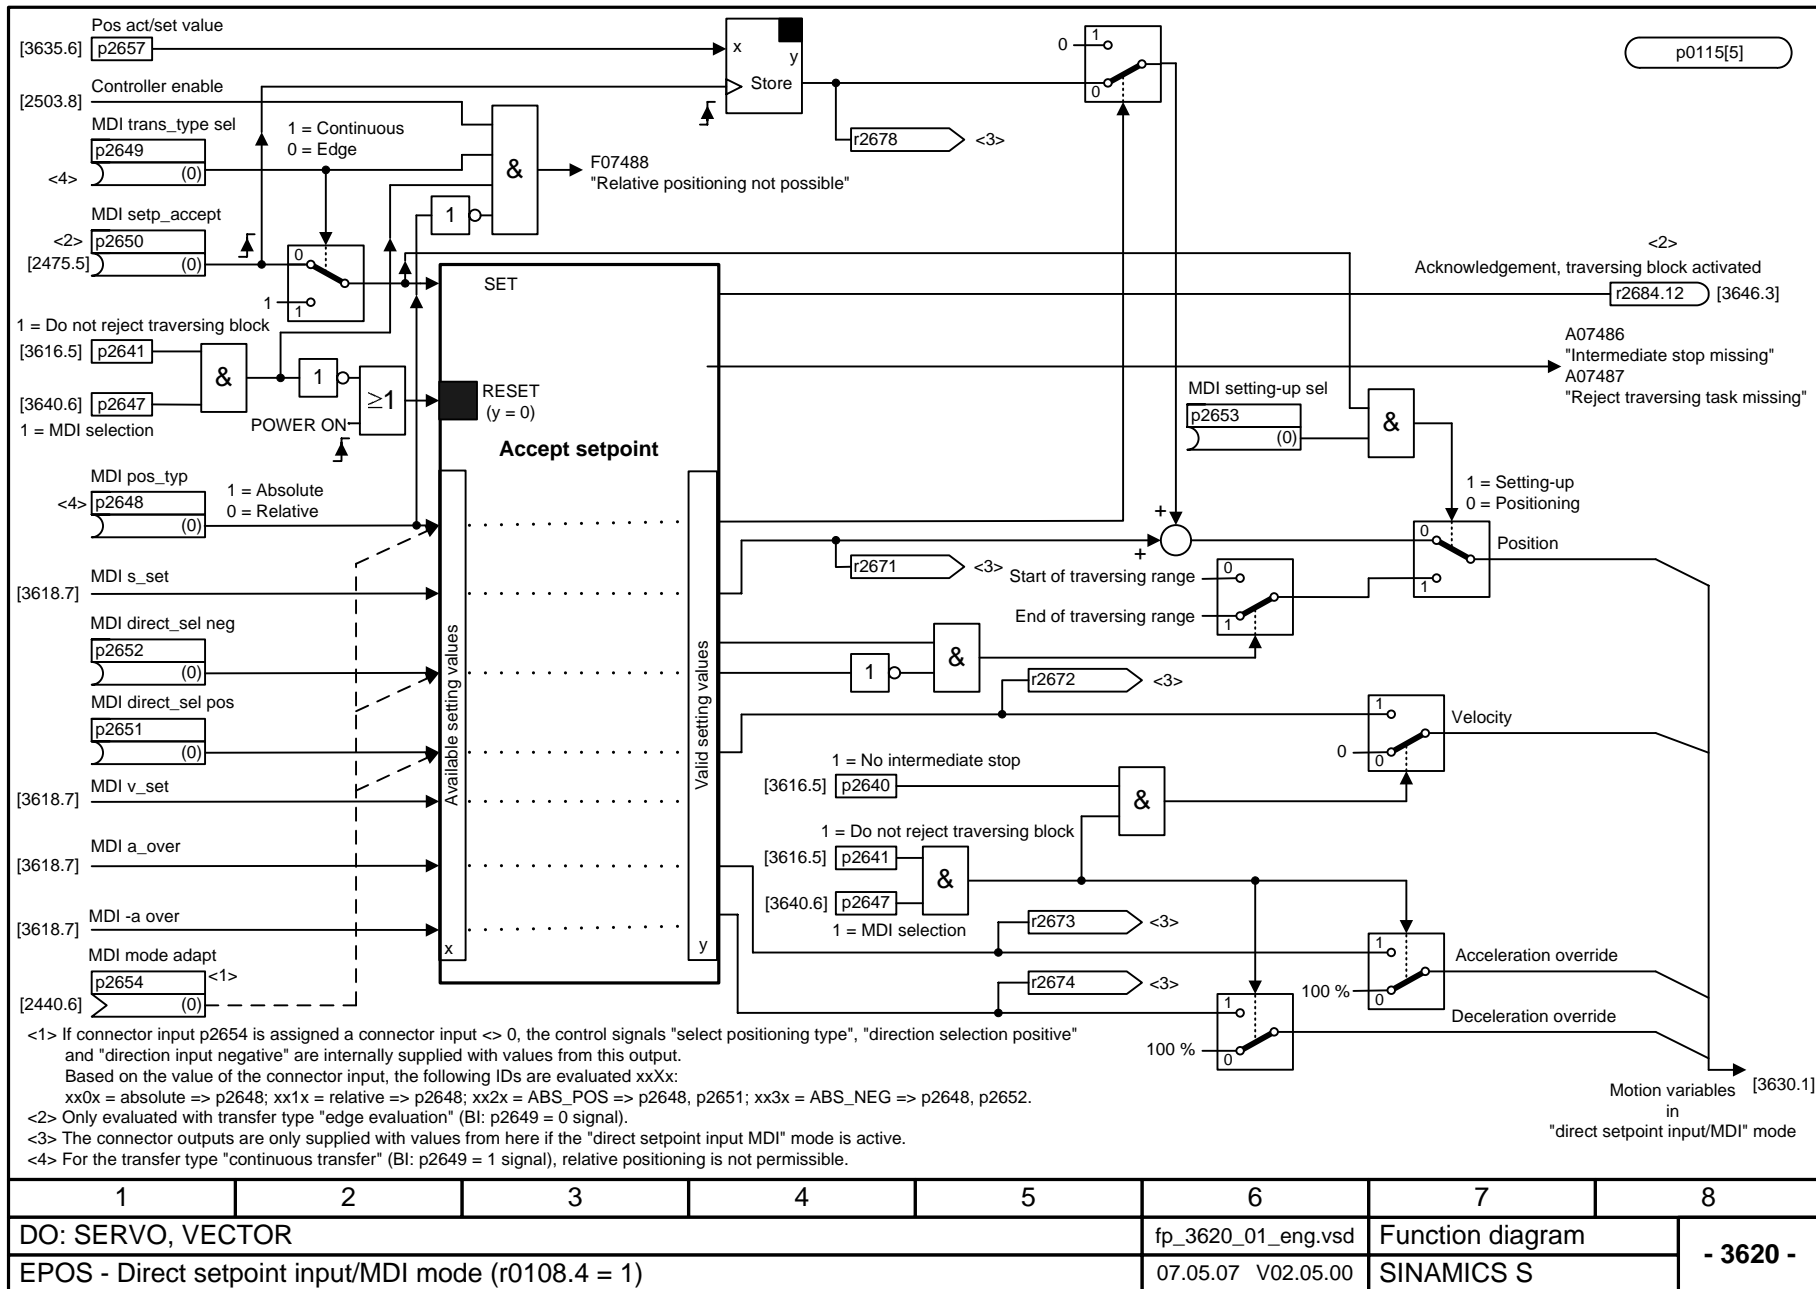 Pos act/set value
[3635.6] p2657
Controller enable
[2503.8]
MDI trans_type sel
p2649
(0)
<4>
1 = Continuous
0 = Edge
MDI setp_accept
<2> p2650
[2475.5] (0)
0
1
1
x
y
Store
&
1
F07488
"Relative positioning not possible"
r2678 <3>
0
1
0
p0115[5]
<2>
Acknowledgement, traversing block activated
r2684.12 [3646.3]
A07486
"Intermediate stop missing"
A07487
"Reject traversing task missing"
1 = Do not reject traversing block
[3616.5] p2641
[3640.6] p2647
1 = MDI selection
&
1
≥1
POWER ON
SET
RESET
(y = 0)
Accept setpoint
MDI setting-up sel
p2653
(0)
&
1 = Setting-up
0 = Positioning
MDI pos_typ
<4> p2648
(0)
1 = Absolute
0 = Relative
MDI s_set
[3618.7]
MDI direct_sel neg
p2652
(0)
MDI direct_sel pos
p2651
(0)
MDI v_set
[3618.7]
MDI a_over
[3618.7]
MDI -a over
[3618.7]
MDI mode adapt
p2654 <1>
[2440.6] (0)
Available setting values
x
Valid setting values
y
+
+
r2671 <3>
Start of traversing range
End of traversing range
0
1
0
1
Position
1
&
r2672 <3>
1
0
0
Velocity
1 = No intermediate stop
[3616.5] p2640
&
1 = Do not reject traversing block
[3616.5] p2641
[3640.6] p2647
1 = MDI selection
&
r2673 <3>
r2674 <3>
1
100 %
0
Acceleration override
1
100 %
0
Deceleration override
Motion variables [3630.1]
in
"direct setpoint input/MDI" mode
<1> If connector input p2654 is assigned a connector input <> 0, the control signals "select positioning type", "direction selection positive"
and "direction input negative" are internally supplied with values from this output.
Based on the value of the connector input, the following IDs are evaluated xxXx:
xx0x = absolute => p2648; xx1x = relative => p2648; xx2x = ABS_POS => p2648, p2651; xx3x = ABS_NEG => p2648, p2652.
<2> Only evaluated with transfer type "edge evaluation" (BI: p2649 = 0 signal).
<3> The connector outputs are only supplied with values from here if the "direct setpoint input MDI" mode is active.
<4> For the transfer type "continuous transfer" (BI: p2649 = 1 signal), relative positioning is not permissible.
1 2 3 4 5 6 7 8
DO: SERVO, VECTOR
fp_3620_01_eng.vsd
Function diagram
- 3620 -
EPOS - Direct setpoint input/MDI mode (r0108.4 = 1)
07.05.07 V02.05.00
SINAMICS S